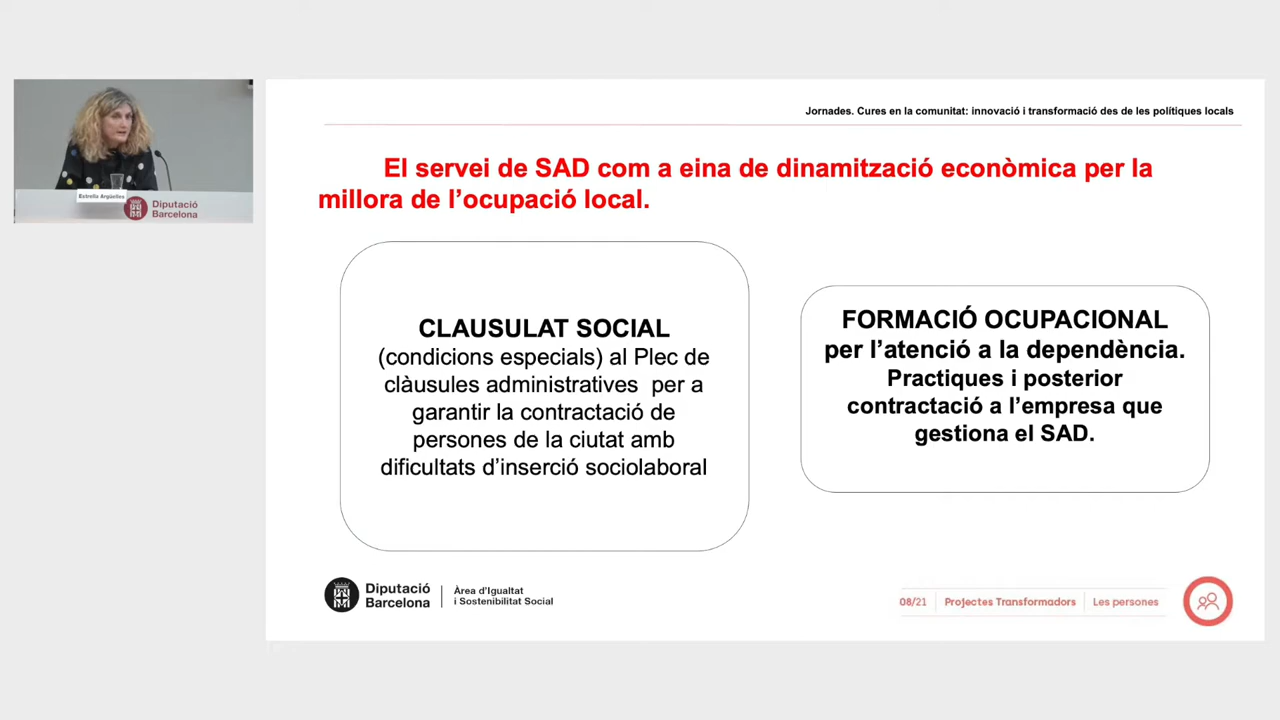 Estrella Argüelles
Diputació
Barcelona
Jornades. Cures en la comunitat: innovació i transformació des de les polítiques locals
El servei de SAD com a eina de dinamització econòmica per la
millora de l’ocupació local.
CLAUSULAT SOCIAL
(condicions especials) al Plec de
clàusules administratives per a
garantir la contractació de
persones de la ciutat amb
dificultats d’inserció sociolaboral
FORMACIÓ OCUPACIONAL
per l’atenció a la dependència.
Practiques i posterior
contractació a l’empresa que
gestiona el SAD.
Diputació
Barcelona
Àrea d’Igualtat
i Sostenibilitat Social
08/21 Projectes Transformadors Les persones